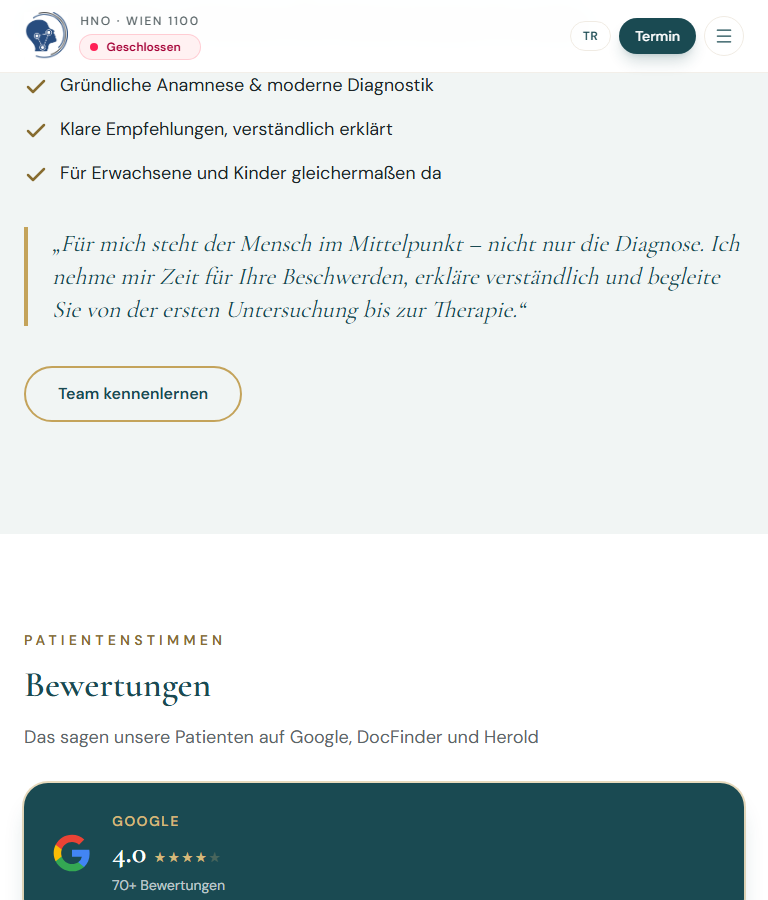 HNO · WIEN 1100
Geschlossen
TR
Termin
Gründliche Anamnese & moderne Diagnostik
Klare Empfehlungen, verständlich erklärt
Für Erwachsene und Kinder gleichermaßen da
„Für mich steht der Mensch im Mittelpunkt – nicht nur die Diagnose. Ich
nehme mir Zeit für Ihre Beschwerden, erkläre verständlich und begleite
Sie von der ersten Untersuchung bis zur Therapie.“
Team kennenlernen
PATIENTENSTIMMEN
Bewertungen
Das sagen unsere Patienten auf Google, DocFinder und Herold
GOOGLE
4.0 ★★★★★
70+ Bewertungen